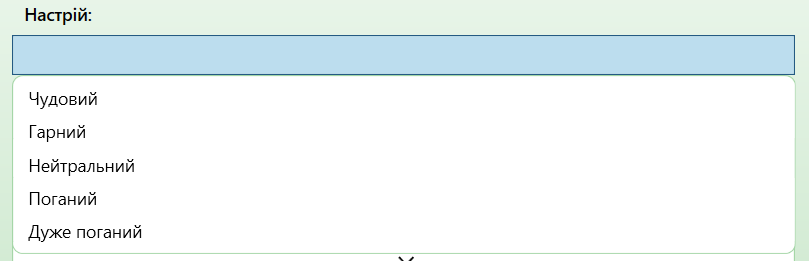 Настрій:
Чудовий
Гарний
Нейтральний
Поганий
Дуже поганий